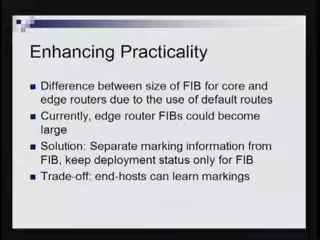 Enhancing Practicality
Difference between size of FIB for core and
edge routers due to the use of default routes
Currently, edge router FIBs could become
large
Solution: Separate marking information from
FIB, keep deployment status only for FIB
Trade-off: end-hosts can learn markings